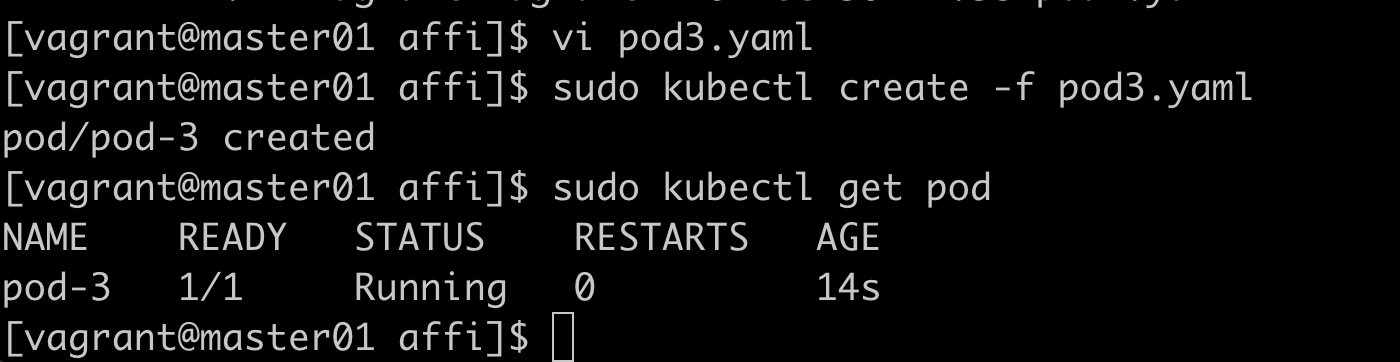 [vagrant@master01 affi]$ vi pod3.yaml
[vagrant@master01 affi]$ sudo kubectl create -f pod3.yaml
pod/pod-3 created
[vagrant@master01 affi]$ sudo kubectl get pod
NAME    READY   STATUS    RESTARTS   AGE
pod-3   1/1     Running   0          14s
[vagrant@master01 affi]$